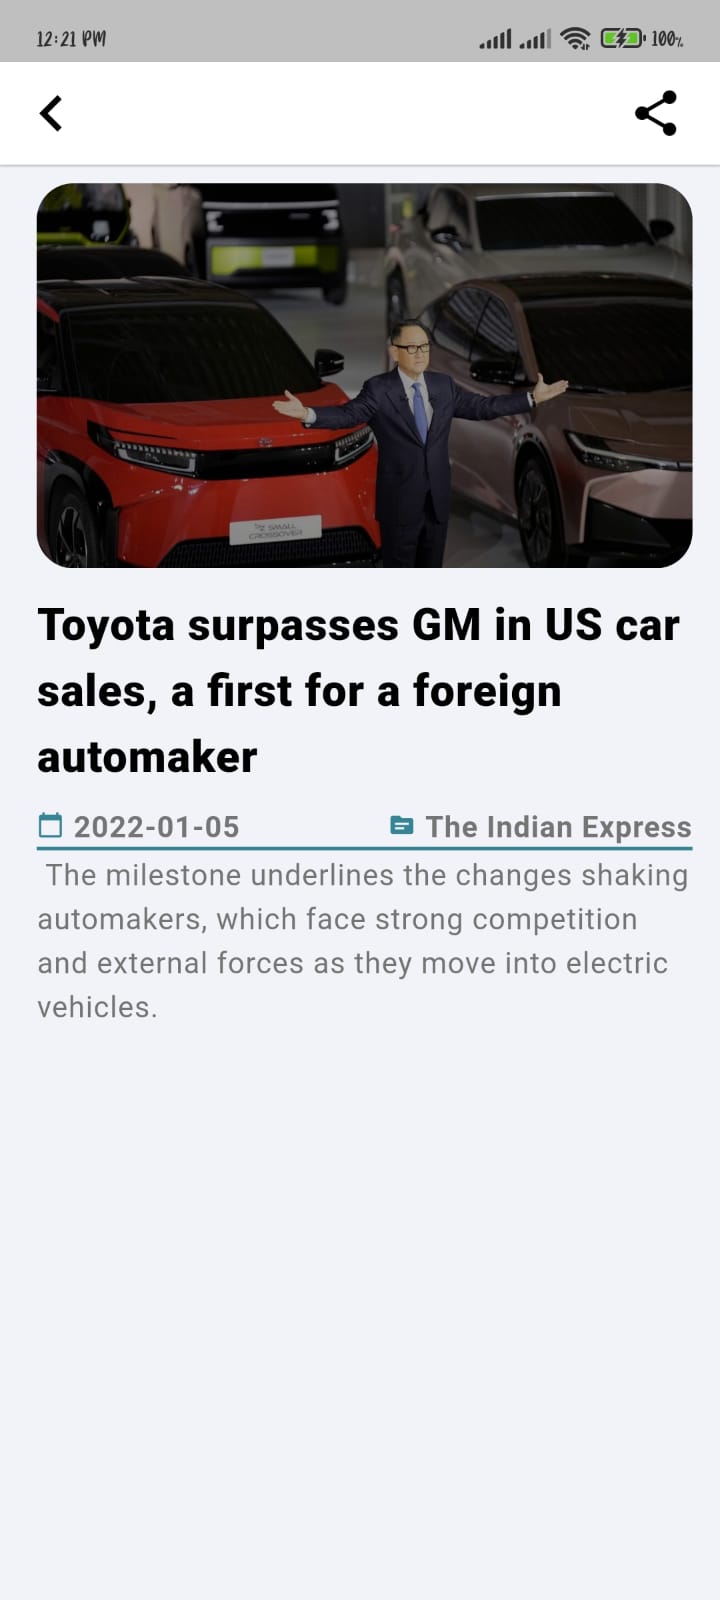 12:21 PM
100%
SMALL
CROSSOVER
Toyota surpasses GM in US car
sales, a first for a foreign
automaker
2022-01-05
The Indian Express
The milestone underlines the changes shaking
automakers, which face strong competition
and external forces as they move into electric
vehicles.